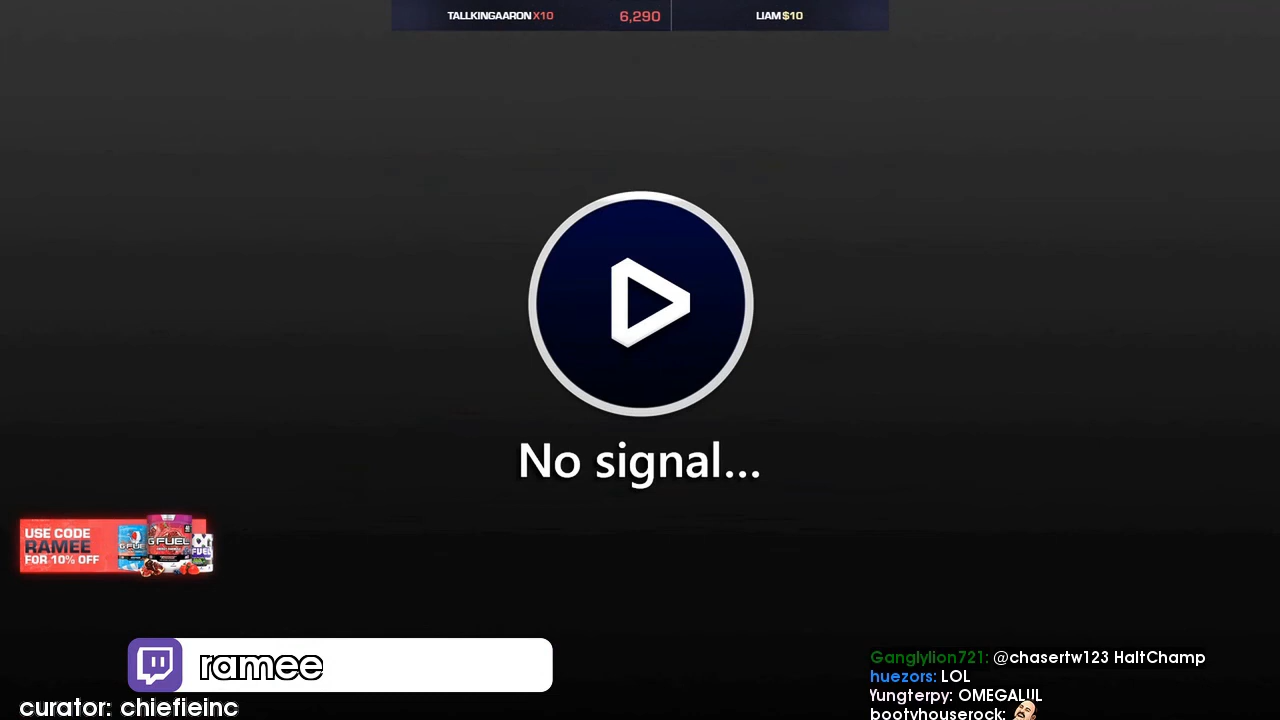 TALLKINGAARON X10 6,290 LIAM $10
No signal...
USE CODE
RAMEE
FOR 10% OFF
G FUEL
ramee
curator: chiefieinc
Ganglylion721: @chasertw123 HaltChamp
huezors: LOL
Yungterpy: OMEGALUL
bootyhouserock: